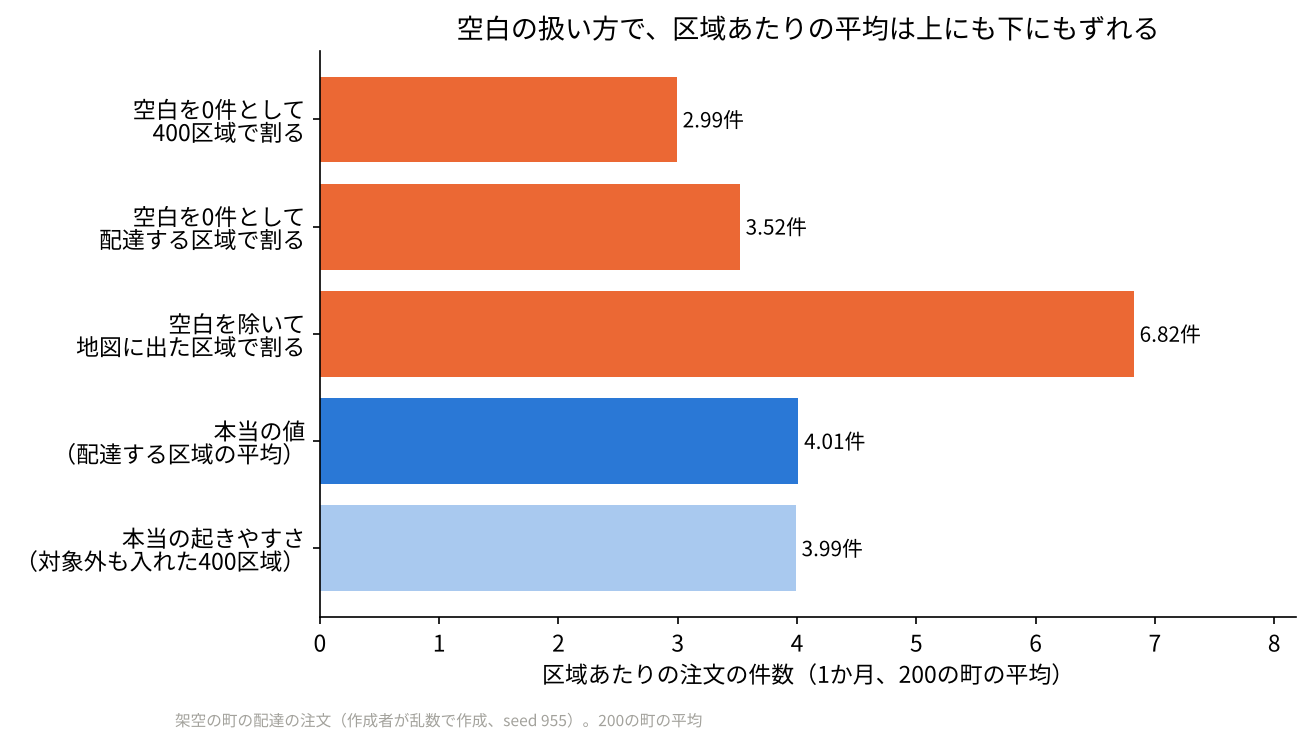 空白の扱い方で、区域あたりの平均は上にも下にもずれる
空白を0件として
400区域で割る
2.99件
空白を0件として
配達する区域で割る
3.52件
空白を除いて
地図に出た区域で割る
6.82件
本当の値
（配達する区域の平均）
4.01件
本当の起きやすさ
（対象外も入れた400区域）
3.99件
0 1 2 3 4 5 6 7 8
区域あたりの注文の件数（1か月、200の町の平均）
架空の町の配達の注文（作成者が乱数で作成、seed 955）。200の町の平均